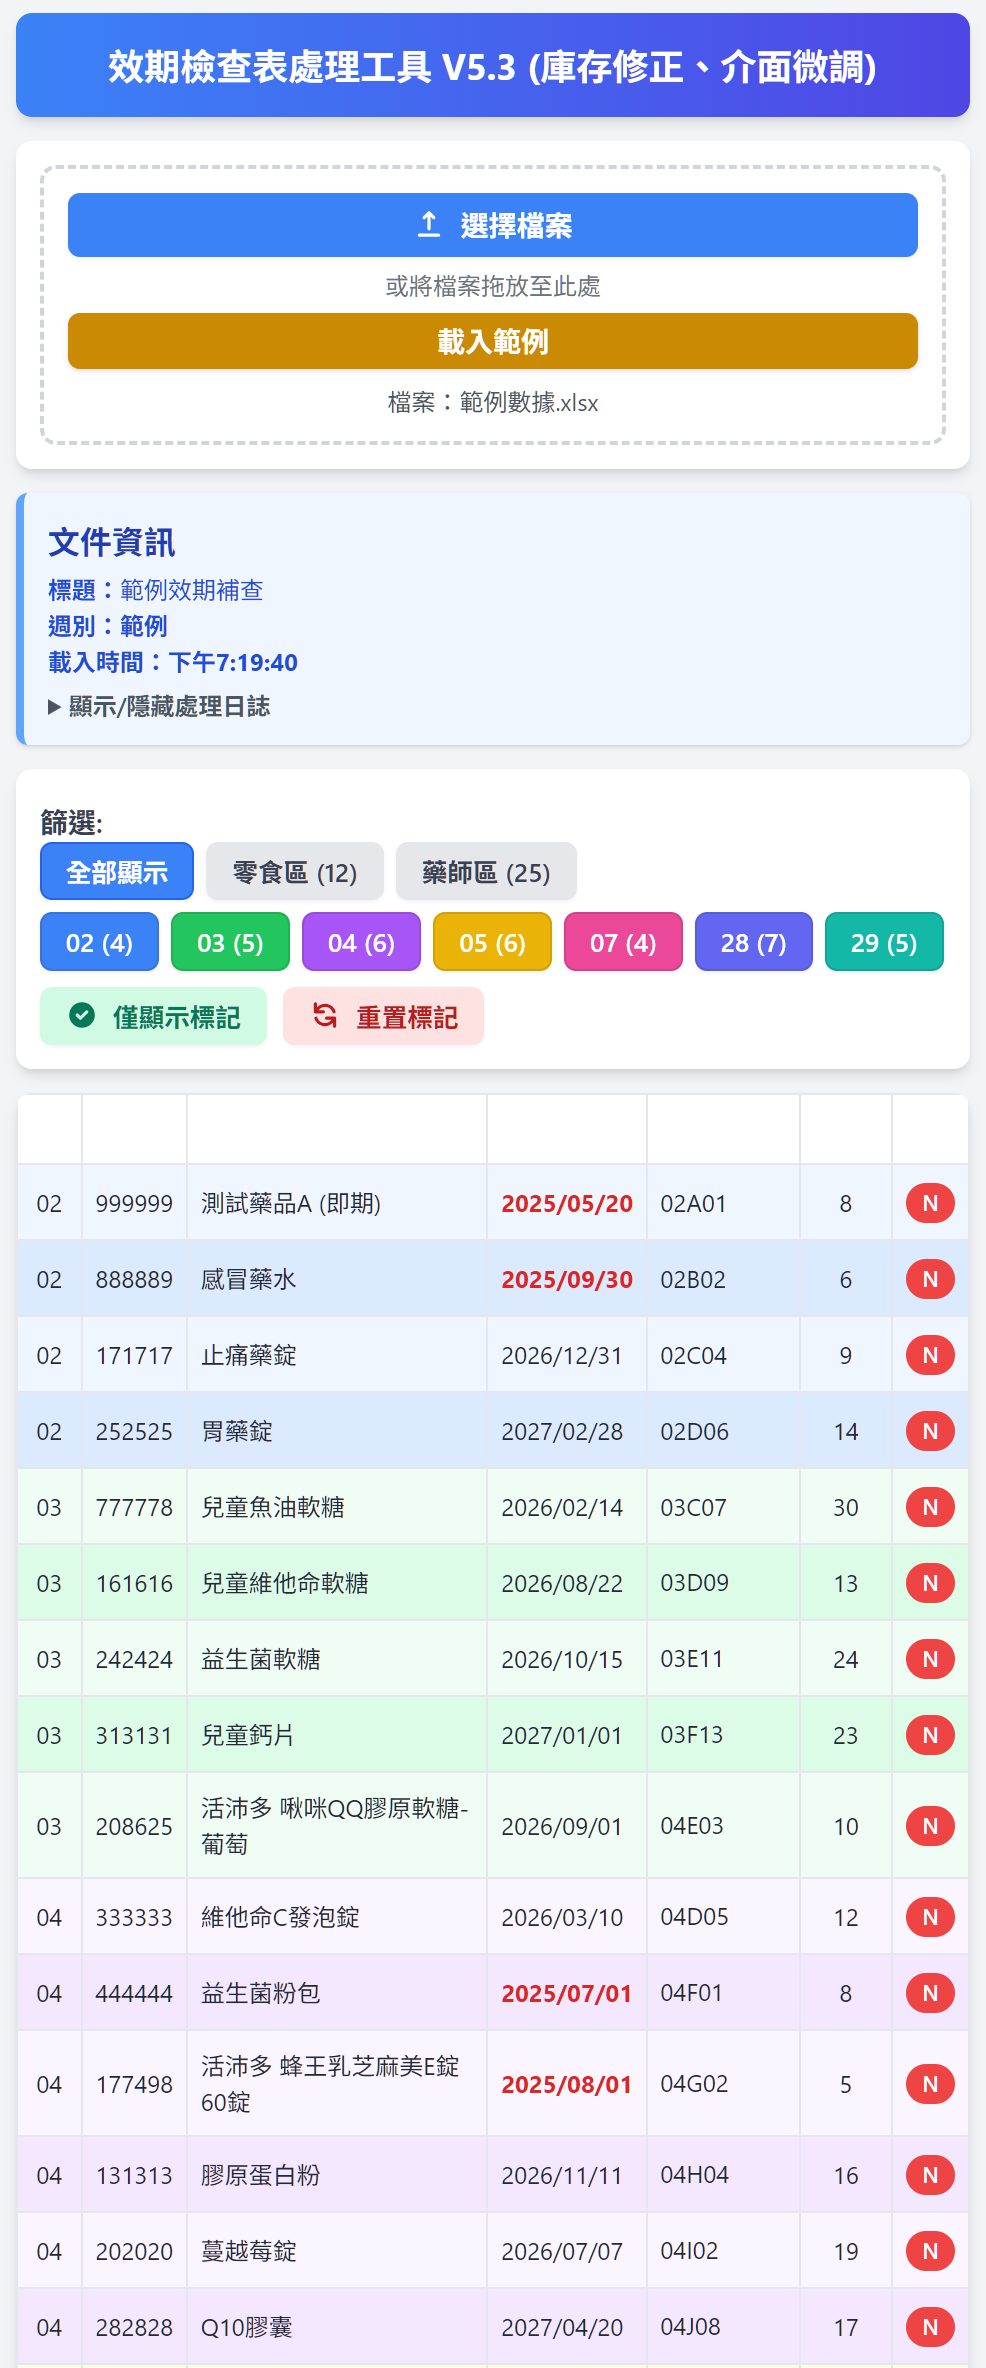 效期檢查表處理工具 V5.3 (庫存修正、介面微調)
選擇檔案
或將檔案拖放至此處
載入範例
檔案：範例數據.xlsx
文件資訊
標題：範例效期補查
週別：範例
載入時間：下午7:19:40
▶ 顯示/隱藏處理日誌
篩選:
全部顯示 零食區 (12) 藥師區 (25)
02 (4) 03 (5) 04 (6) 05 (6) 07 (4) 28 (7) 29 (5)
僅顯示標記 重置標記
02 999999 測試藥品A (即期) 2025/05/20 02A01 8 N
02 888889 感冒藥水 2025/09/30 02B02 6 N
02 171717 止痛藥錠 2026/12/31 02C04 9 N
02 252525 胃藥錠 2027/02/28 02D06 14 N
03 777778 兒童魚油軟糖 2026/02/14 03C07 30 N
03 161616 兒童維他命軟糖 2026/08/22 03D09 13 N
03 242424 益生菌軟糖 2026/10/15 03E11 24 N
03 313131 兒童鈣片 2027/01/01 03F13 23 N
03 208625 活沛多 啾咪QQ膠原軟糖-
葡萄 2026/09/01 04E03 10 N
04 333333 維他命C發泡錠 2026/03/10 04D05 12 N
04 444444 益生菌粉包 2025/07/01 04F01 8 N
04 177498 活沛多 蜂王乳芝麻美E錠
60錠 2025/08/01 04G02 5 N
04 131313 膠原蛋白粉 2026/11/11 04H04 16 N
04 202020 蔓越莓錠 2026/07/07 04I02 19 N
04 282828 Q10膠囊 2027/04/20 04J08 17 N